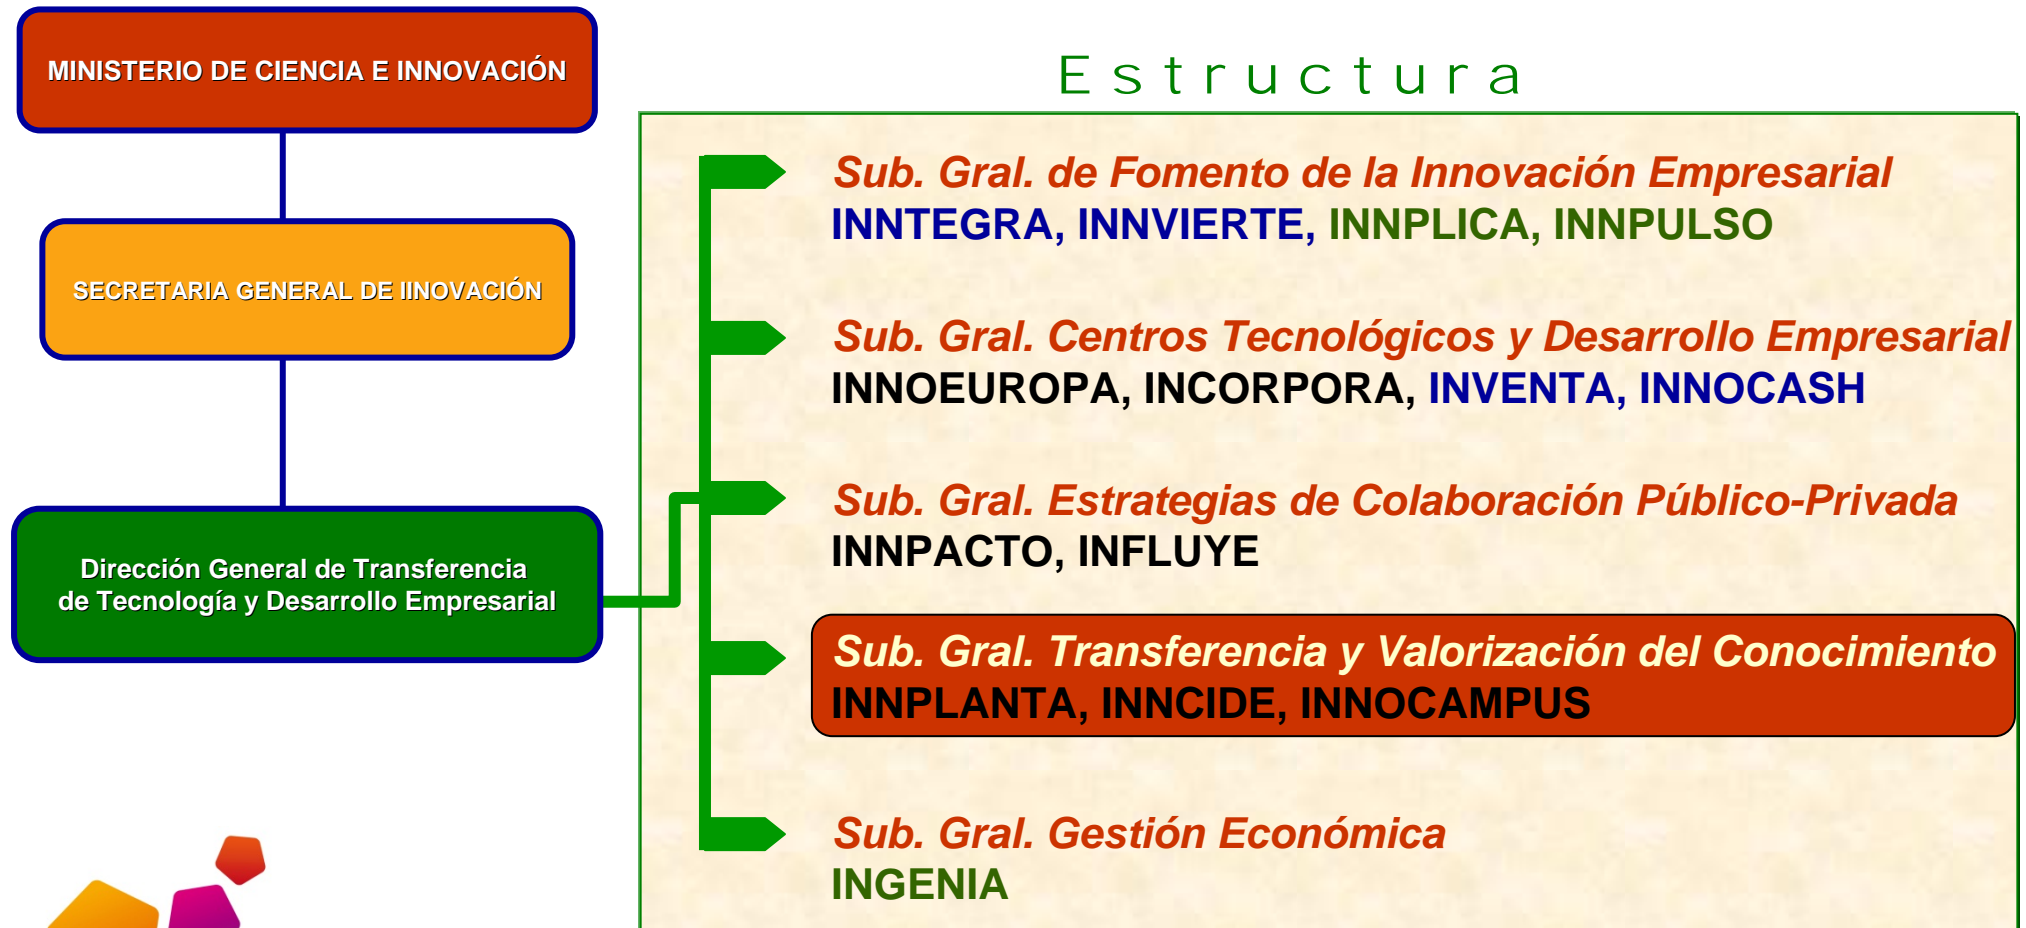 MINISTERIO DE CIENCIA E INNOVACIÓN
SECRETARIA GENERAL DE IINOVACIÓN
Dirección General de Transferencia
de Tecnología y Desarrollo Empresarial
Estructura
Sub. Gral. de Fomento de la Innovación Empresarial
INNTEGRA, INNVIERTE, INNPLICA, INNPULSO
Sub. Gral. Centros Tecnológicos y Desarrollo Empresarial
INNOEUROPA, INCORPORA, INVENTA, INNOCASH
Sub. Gral. Estrategias de Colaboración Público-Privada
INNPACTO, INFLUYE
Sub. Gral. Transferencia y Valorización del Conocimiento
INNPLANTA, INNCIDE, INNOCAMPUS
Sub. Gral. Gestión Económica
INGENIA